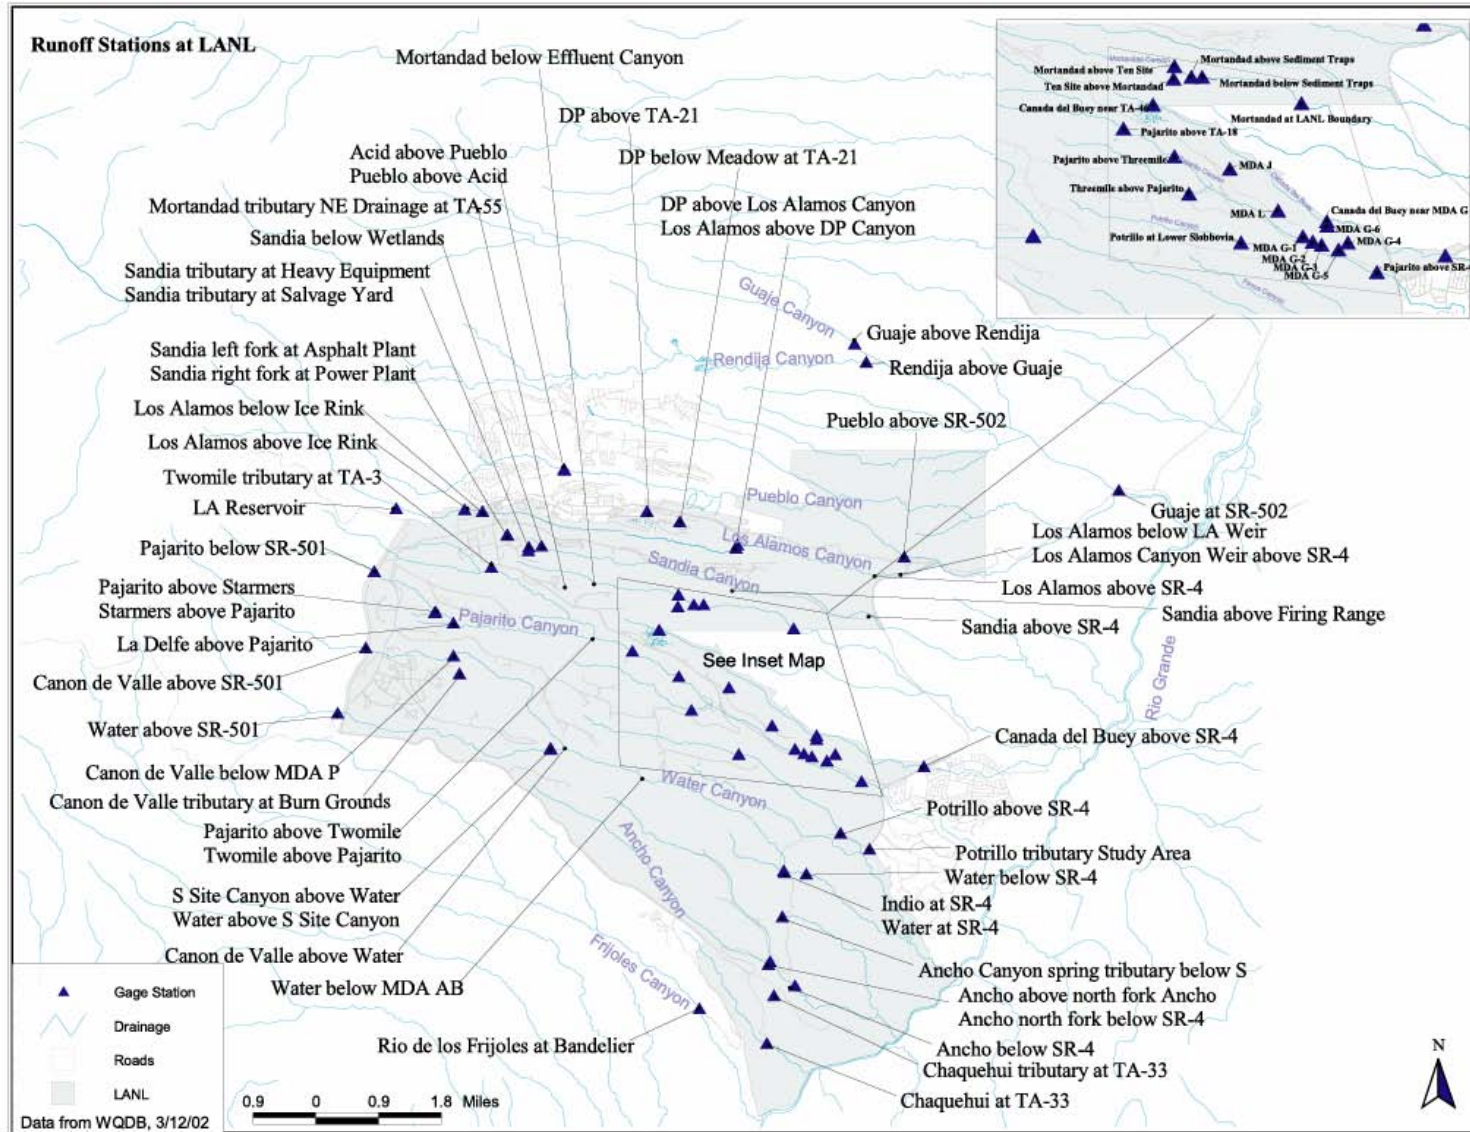 Runoff Stations at LANL
Mortandad below Effluent Canyon
DP above TA-21
Acid above Pueblo
Pueblo above Acid
DP below Meadow at TA-21
Mortandad tributary NE Drainage at TA55
DP above Los Alamos Canyon
Los Alamos above DP Canyon
Sandia below Wetlands
Sandia tributary at Heavy Equipment
Sandia tributary at Salvage Yard
Sandia left fork at Asphalt Plant
Sandia right fork at Power Plant
Los Alamos below Ice Rink
Los Alamos above Ice Rink
Twomile tributary at TA-3
LA Reservoir
Pajarito below SR-501
Pajarito above Starmers
Starmers above Pajarito
La Delfe above Pajarito
Canon de Valle above SR-501
Water above SR-501
Canon de Valle below MDA P
Canon de Valle tributary at Burn Grounds
Pajarito above Twomile
Twomile above Pajarito
S Site Canyon above Water
Water above S Site Canyon
Canon de Valle above Water
Water below MDA AB
Rio de los Frijoles at Bandelier
Guaje Canyon
Rendija Canyon
Guaje above Rendija
Rendija above Guaje
Pueblo above SR-502
Pueblo Canyon
Los Alamos Canyon
Sandia Canyon
Pajarito Canyon
See Inset Map
Water Canyon
Ancho Canyon
Frijoles Canyon
Rio Grande
Guaje at SR-502
Los Alamos below LA Weir
Los Alamos Canyon Weir above SR-4
Los Alamos above SR-4
Sandia above Firing Range
Sandia above SR-4
Canada del Buey above SR-4
Potrillo above SR-4
Potrillo tributary Study Area
Water below SR-4
Indio at SR-4
Water at SR-4
Ancho Canyon spring tributary below S
Ancho above north fork Ancho
Ancho north fork below SR-4
Ancho below SR-4
Chaquehui tributary at TA-33
Chaquehui at TA-33
Mortandad Canyon
Mortandad above Sediment Traps
Mortandad above Ten Site
Ten Site above Mortandad
Mortandad below Sediment Traps
Canada del Buey near TA-46
Mortandad at LANL Boundary
Pajarito above TA-18
Pajarito above Threemile
MDA J
Canada del Buey
Threemile above Pajarito
MDA L
Canada del Buey near MDA G
MDA G-6
Potrillo at Lower Slobbovia
MDA G-1
MDA G-4
MDA G-2
MDA G-3
MDA G-5
Pajarito above SR-4
Gage Station
Drainage
Roads
LANL
Data from WQDB, 3/12/02
0.9 0 0.9 1.8 Miles
N